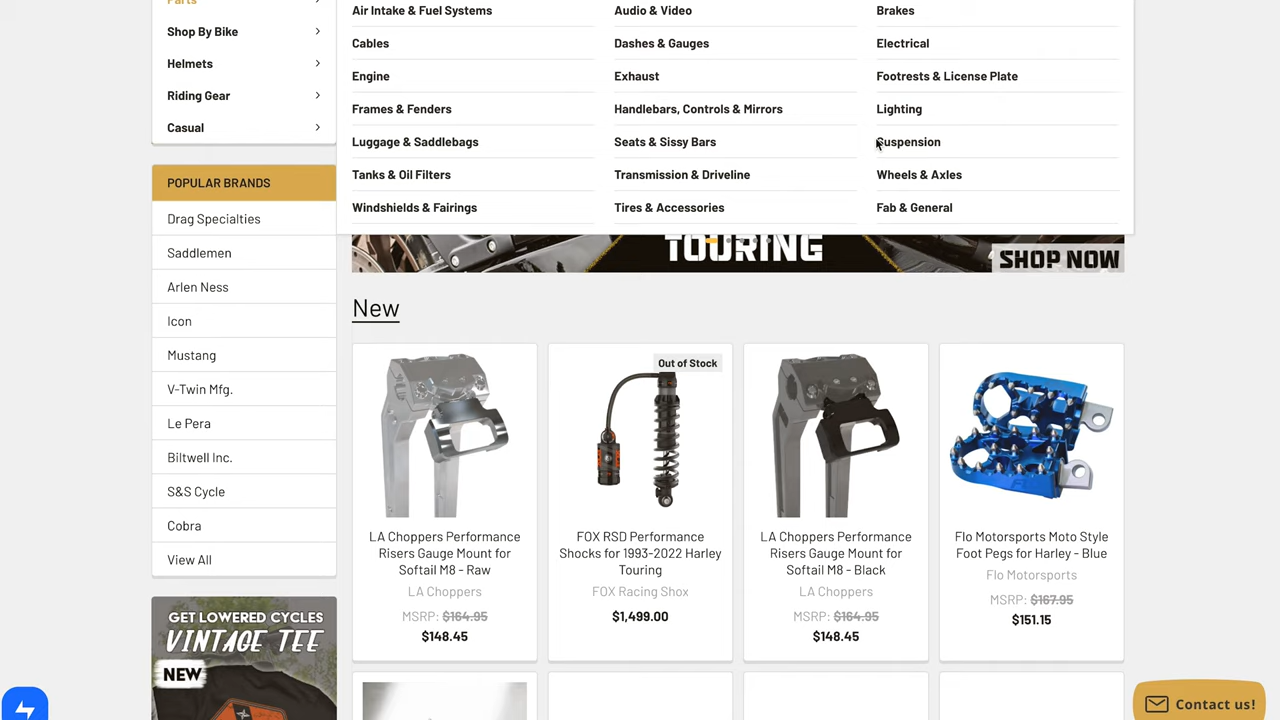 Parts
Shop By Bike
Helmets
Riding Gear
Casual
Air Intake & Fuel Systems
Audio & Video
Brakes
Cables
Dashes & Gauges
Electrical
Engine
Exhaust
Footrests & License Plate
Frames & Fenders
Handlebars, Controls & Mirrors
Lighting
Luggage & Saddlebags
Seats & Sissy Bars
Suspension
Tanks & Oil Filters
Transmission & Driveline
Wheels & Axles
Windshields & Fairings
Tires & Accessories
Fab & General
POPULAR BRANDS
Drag Specialties
Saddlemen
Arlen Ness
Icon
Mustang
V-Twin Mfg.
Le Pera
Biltwell Inc.
S&S Cycle
Cobra
View All
GET LOWERED CYCLES
VINTAGE TEE
NEW
TOURING
SHOP NOW
New
LA Choppers Performance
Risers Gauge Mount for
Softail M8 - Raw
LA Choppers
MSRP: $164.95
$148.45
Out of Stock
FOX RSD Performance
Shocks for 1993-2022 Harley
Touring
FOX Racing Shox
$1,499.00
LA Choppers Performance
Risers Gauge Mount for
Softail M8 - Black
LA Choppers
MSRP: $164.95
$148.45
Flo Motorsports Moto Style
Foot Pegs for Harley - Blue
Flo Motorsports
MSRP: $167.95
$151.15
Contact us!